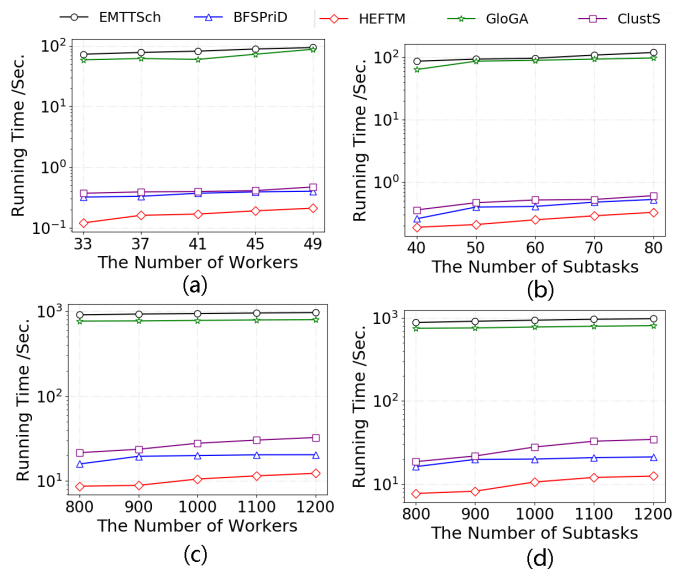 EMTTSch BFSPriD HEFTM GloGA ClustS
Running Time /Sec.
10²
10¹
10⁰
10⁻¹
33 37 41 45 49
The Number of Workers
(a)
Running Time /Sec.
10²
10¹
10⁰
40 50 60 70 80
The Number of Subtasks
(b)
Running Time /Sec.
10³
10²
10¹
800 900 1000 1100 1200
The Number of Workers
(c)
Running Time /Sec.
10³
10²
10¹
800 900 1000 1100 1200
The Number of Subtasks
(d)